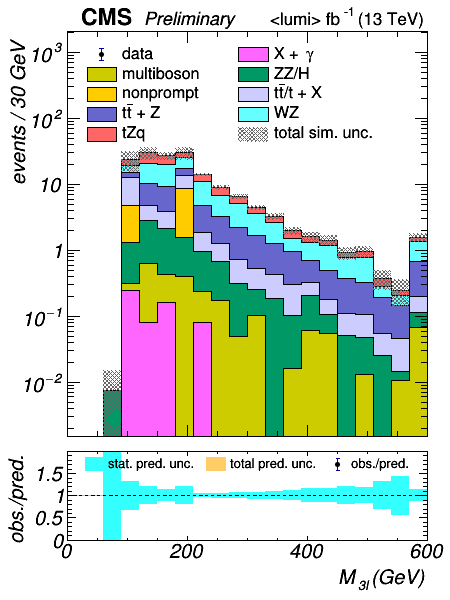 CMS Preliminary <lumi> fb⁻¹ (13 TeV)
events / 30 GeV
10³
10²
10
1
10⁻¹
10⁻²
data
X + γ
multiboson
ZZ/H
nonprompt
tt̄/t + X
tt̄ + Z
WZ
tZq
total sim. unc.
obs./pred.
1.5
1
0.5
0
stat. pred. unc. total pred. unc. obs./pred.
0 200 400 600
M₃ₗ (GeV)